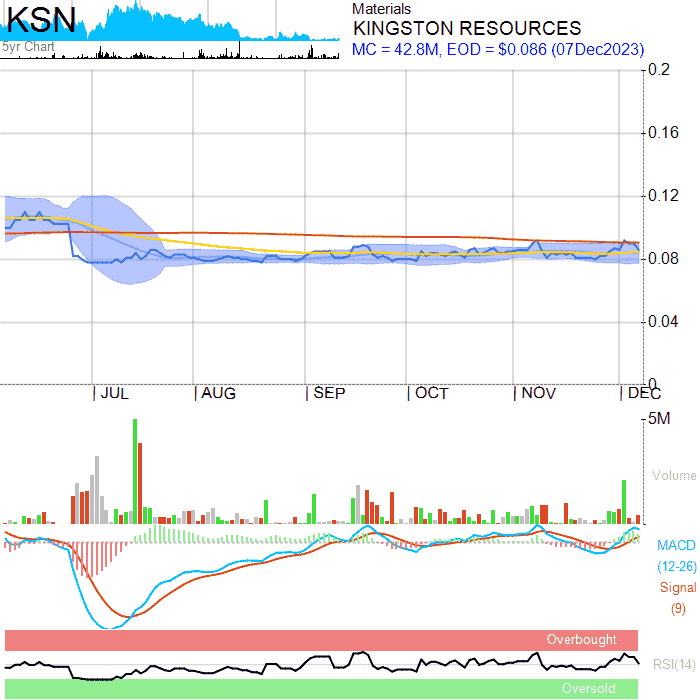 KSN
5yr Chart
Materials
KINGSTON RESOURCES
MC = 42.8M, EOD = $0.086 (07Dec2023)
0.2
0.16
0.12
0.08
0.04
0
JUL AUG SEP OCT NOV DEC
5M
Volume
MACD
(12-26)
Signal
(9)
Overbought
RSI(14)
Oversold